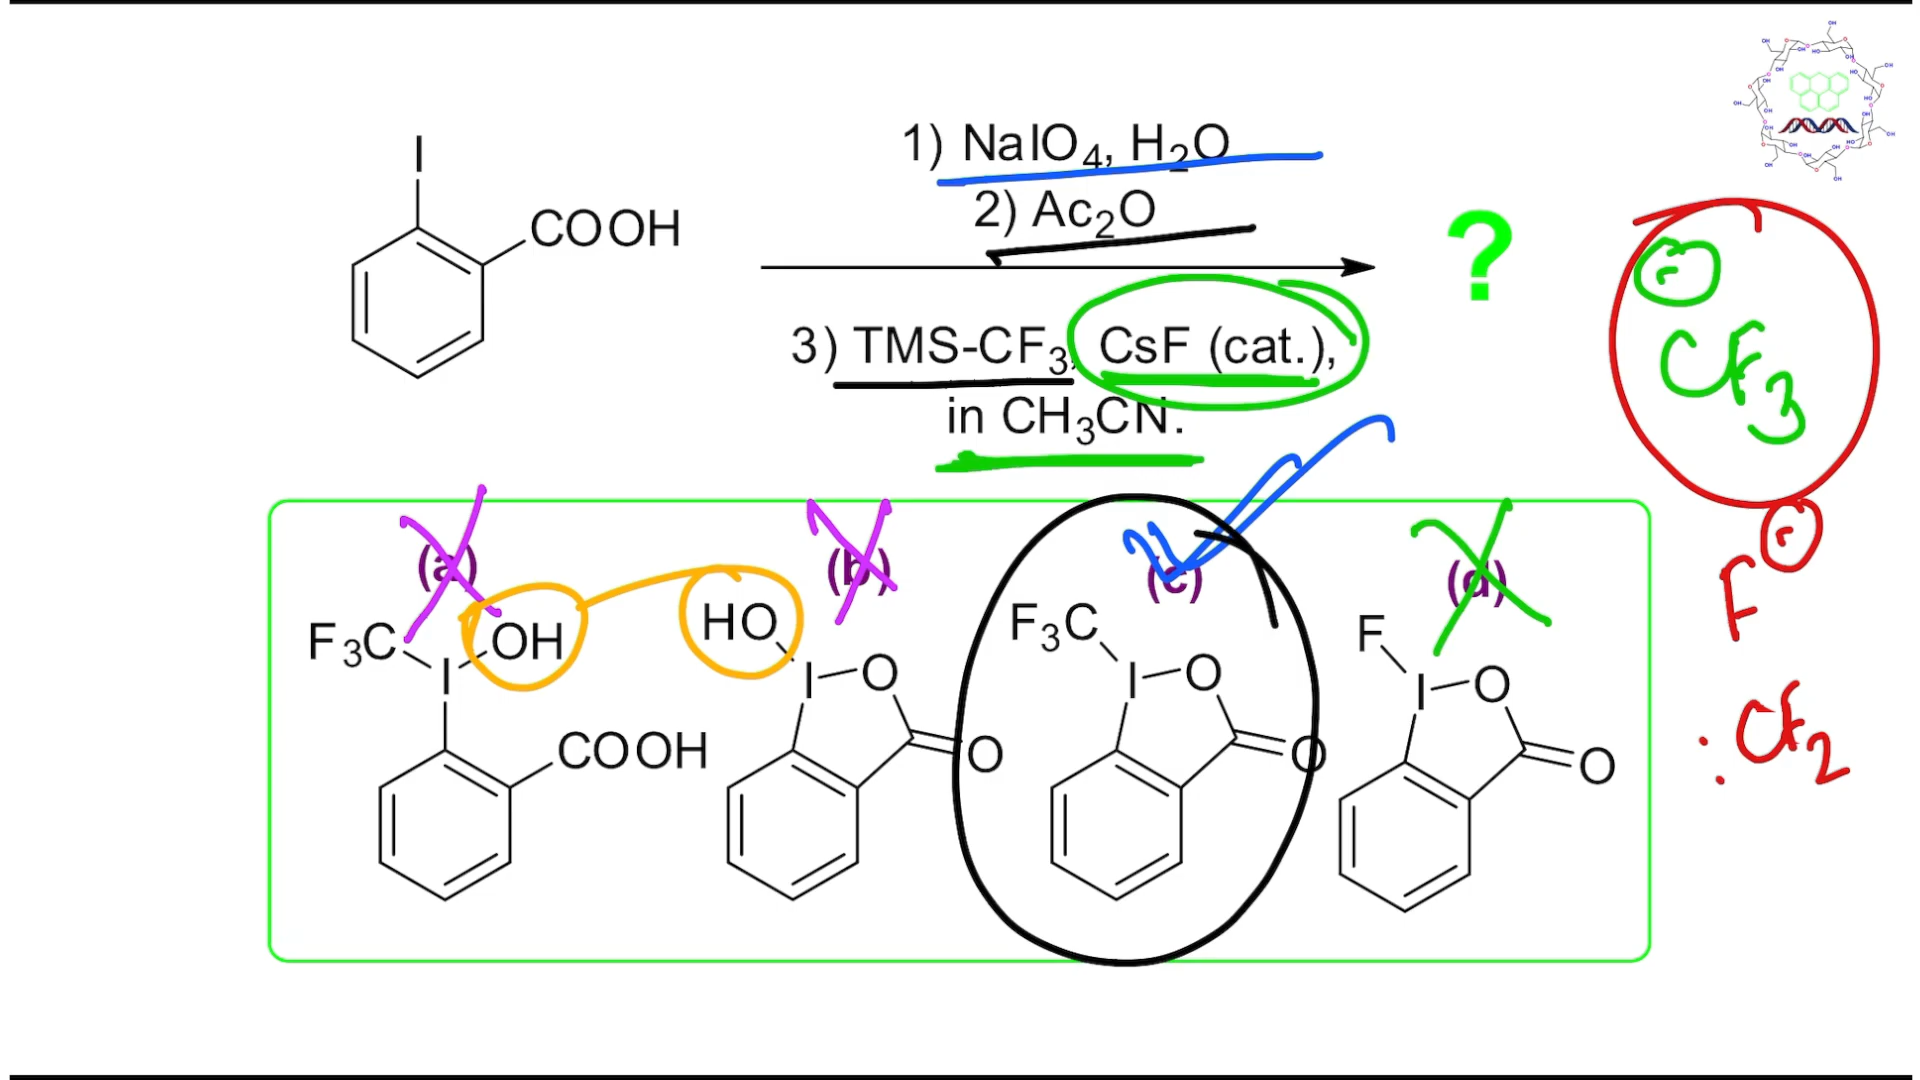 I
COOH
1) NaIO4, H2O
2) Ac2O
3) TMS-CF3, CsF (cat.),
in CH3CN.
?
CF3
F
:CF2
(a)
F3C
OH
I
COOH
(b)
HO
I
O
O
(c)
F3C
I
O
O
(d)
F
I
O
O